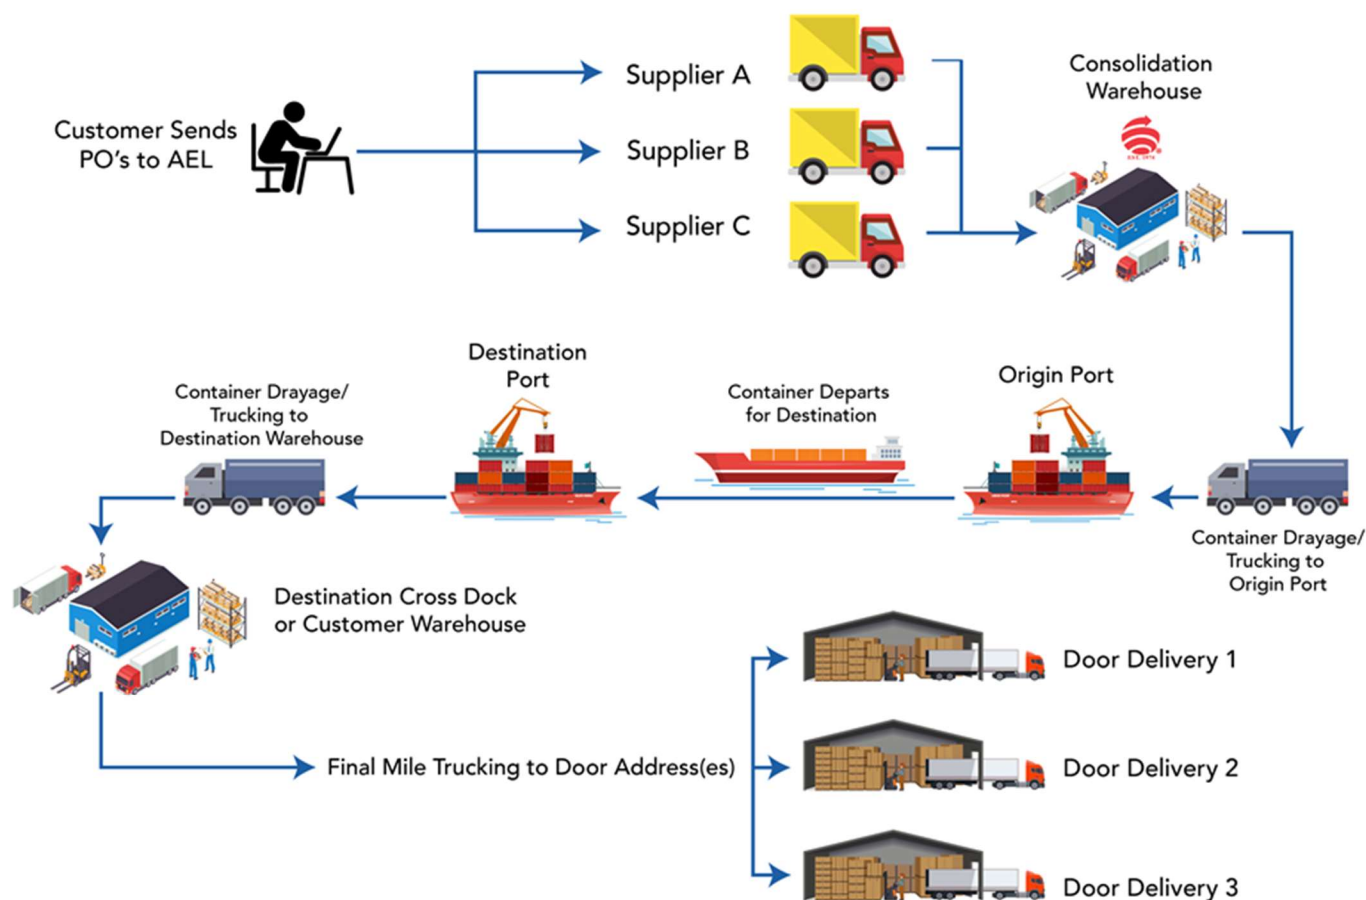 Customer Sends
PO's to AEL
Supplier A
Supplier B
Supplier C
Consolidation
Warehouse
Destination
Port
Container Drayage/
Trucking to
Destination Warehouse
Container Departs
for Destination
Origin Port
Container Drayage/
Trucking to
Origin Port
Destination Cross Dock
or Customer Warehouse
Final Mile Trucking to Door Address(es)
Door Delivery 1
Door Delivery 2
Door Delivery 3